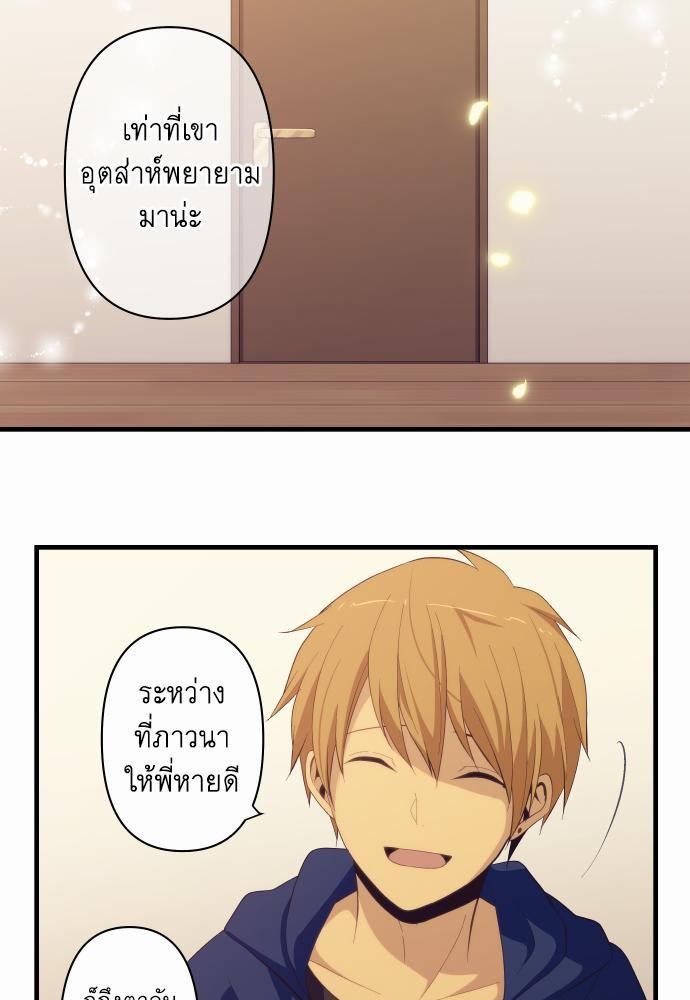 เท่าที่เขา
อุตส่าห์พยายาม
มาน่ะ
ระหว่าง
ที่ภาวนา
ให้พี่หายดี